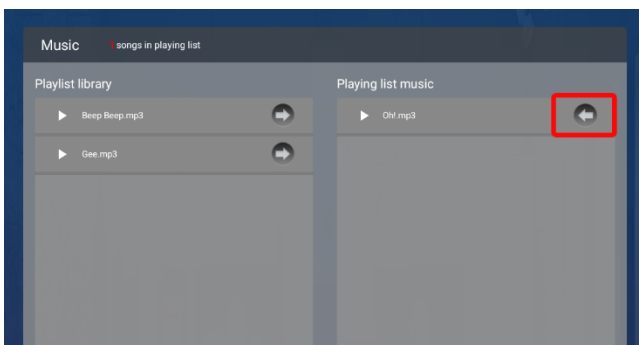 Music 1 songs in playing list
Playlist library
Playing list music
Beep Beep.mp3
Oh!.mp3
Gee.mp3